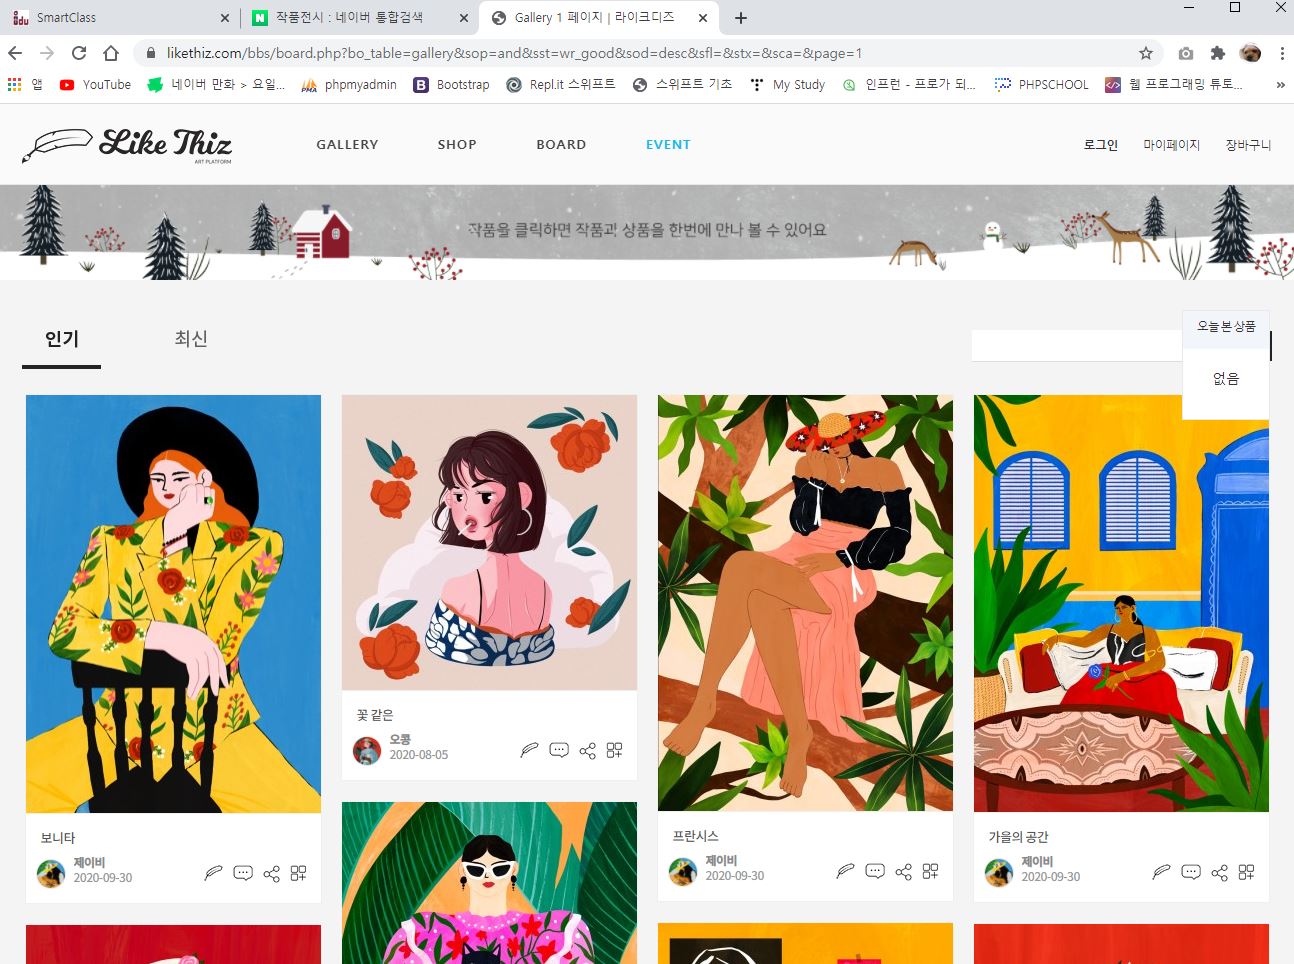 SmartClass
작품전시 : 네이버 통합검색
Gallery 1 페이지 | 라이크디즈
likethiz.com/bbs/board.php?bo_table=gallery&sop=and&sst=wr_good&sod=desc&sfl=&stx=&sca=&page=1
앱 YouTube 네이버 만화 > 요일... phpmyadmin Bootstrap Repl.it 스위프트 스위프트 기초 My Study 인프런 - 프로가 되... PHPSCHOOL 웹 프로그래밍 튜토... »
Like Thiz
ART PLATFORM
GALLERY SHOP BOARD EVENT
로그인 마이페이지 장바구니
작품을 클릭하면 작품과 상품을 한번에 만나 볼 수 있어요
인기 최신
오늘 본 상품
없음
꽃 같은
오콩
2020-08-05
보니타
제이비
2020-09-30
프란시스
제이비
2020-09-30
가을의 공간
제이비
2020-09-30